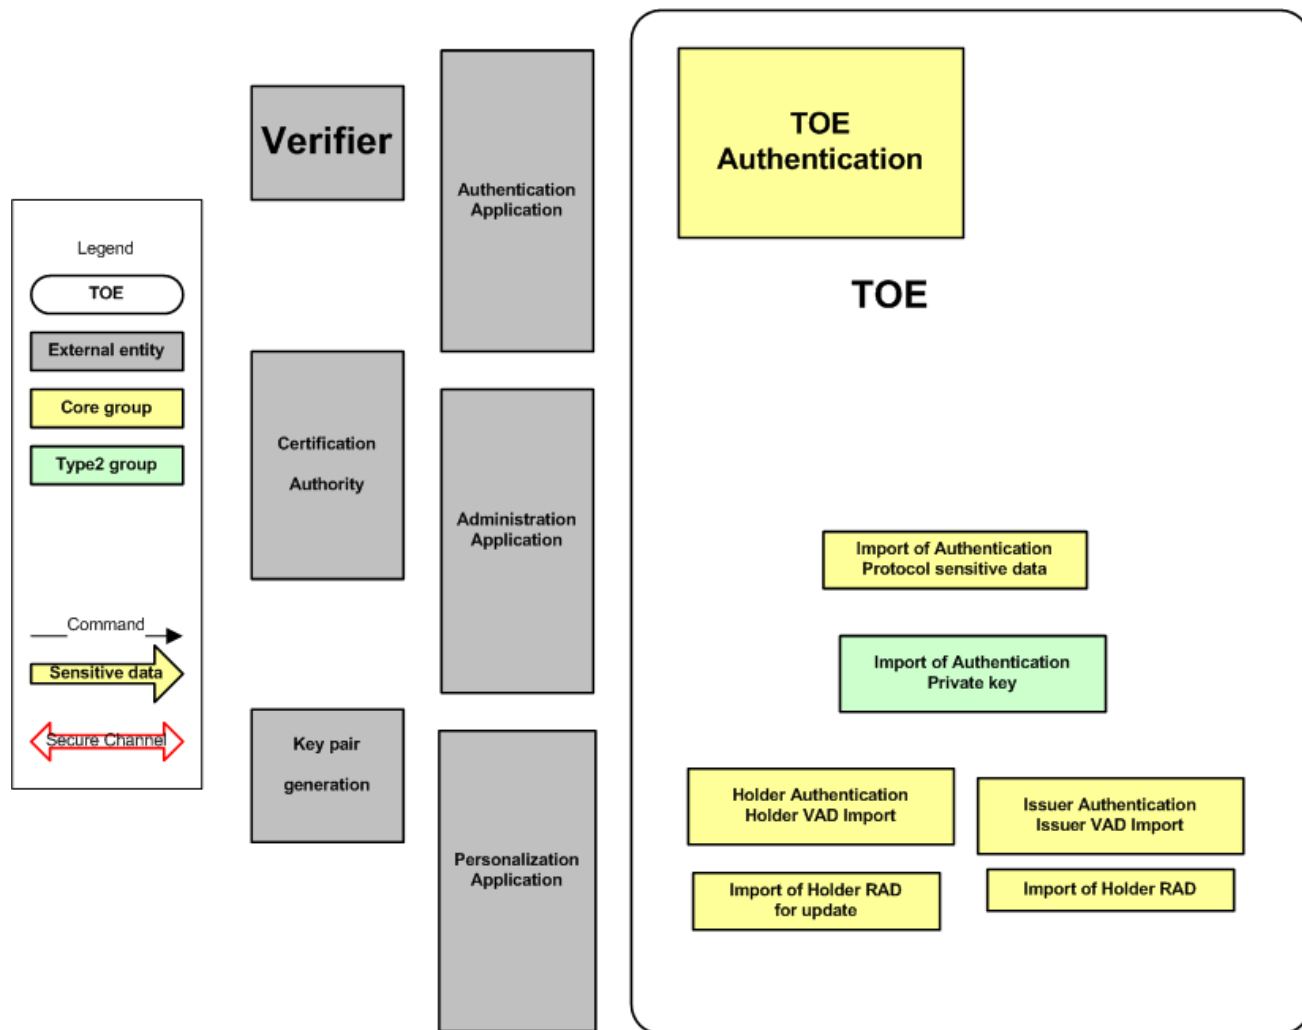 Legend
TOE
External entity
Core group
Type2 group
Command
Sensitive data
Secure Channel
Verifier
Certification
Authority
Key pair
generation
Authentication
Application
Administration
Application
Personalization
Application
TOE
Authentication
TOE
Import of Authentication
Protocol sensitive data
Import of Authentication
Private key
Holder Authentication
Holder VAD Import
Issuer Authentication
Issuer VAD Import
Import of Holder RAD
for update
Import of Holder RAD